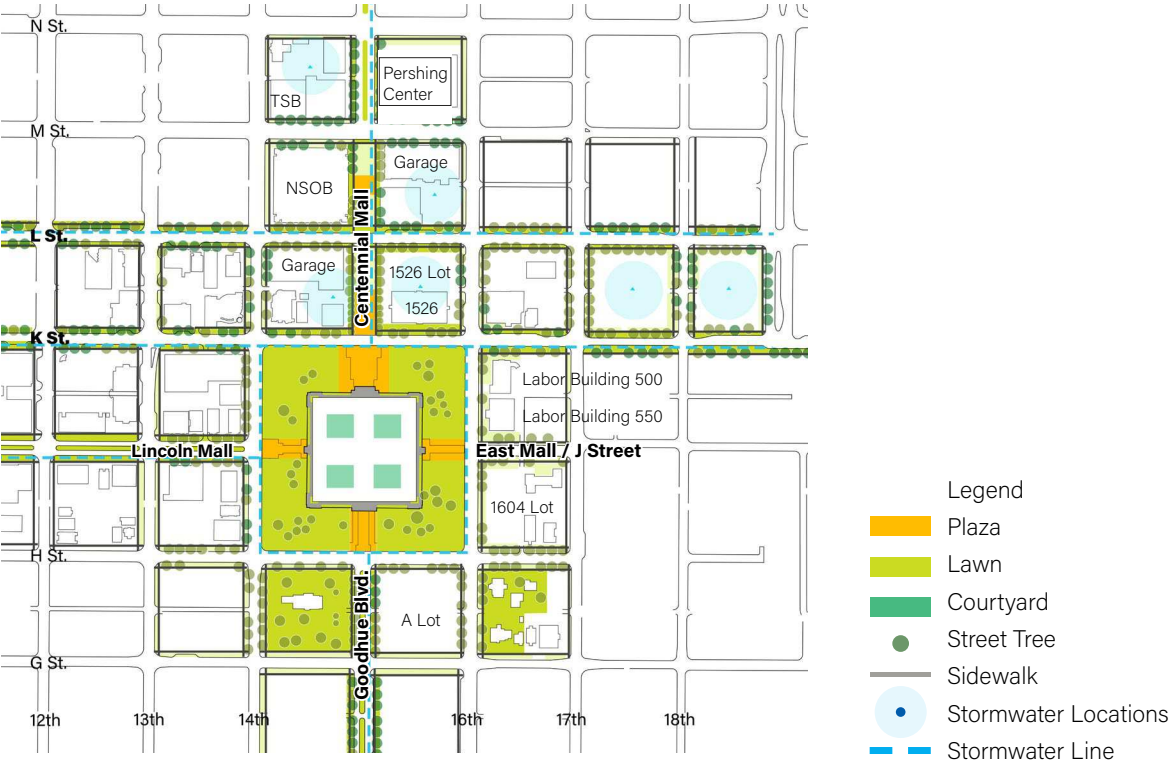 N St.
Pershing
Center
TSB
M St.
Garage
NSOB
Centennial Mall
L St.
Garage
1526 Lot
1526
K St.
Labor Building 500
Labor Building 550
Lincoln Mall
East Mall / J Street
1604 Lot
H St.
Goodhue Blvd.
A Lot
G St.
12th
13th
14th
16th
17th
18th
Legend
Plaza
Lawn
Courtyard
Street Tree
Sidewalk
Stormwater Locations
Stormwater Line